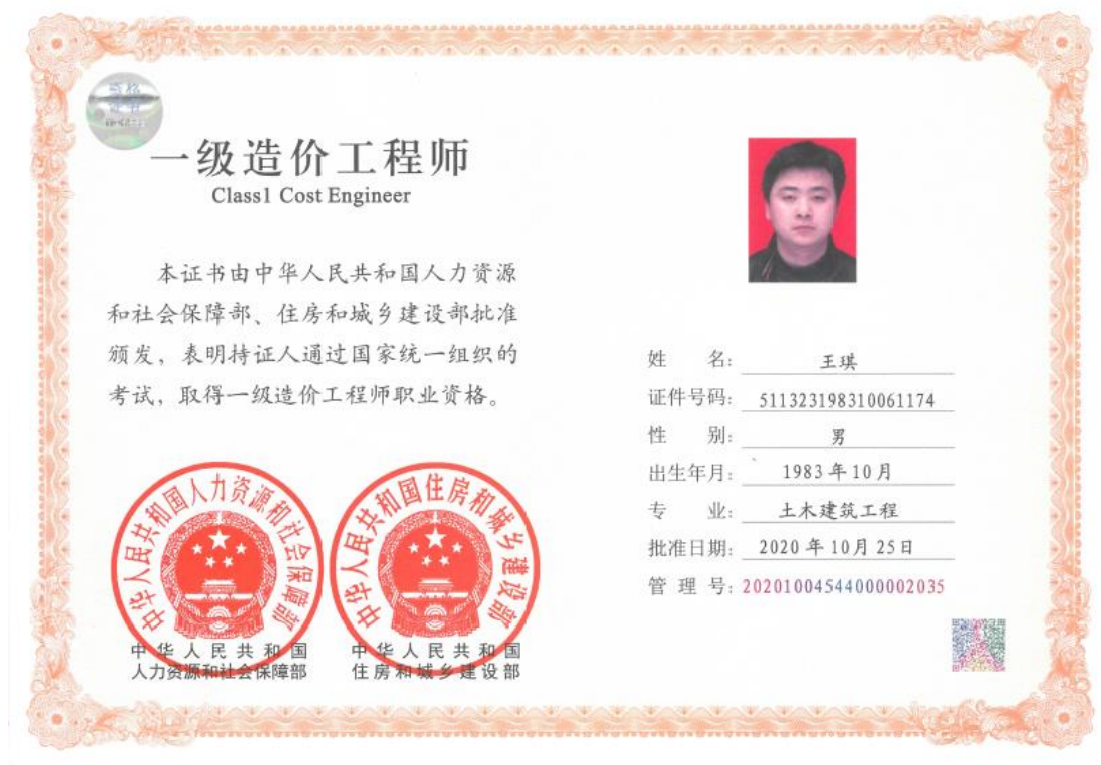 资格
证书
一级造价工程师
Class1 Cost Engineer
本证书由中华人民共和国人力资源
和社会保障部、住房和城乡建设部批准
颁发，表明持证人通过国家统一组织的
考试，取得一级造价工程师职业资格。
中华人民共和国人力资源和社会保障部
中华人民共和国
人力资源和社会保障部
中华人民共和国住房和城乡建设部
中华人民共和国
住房和城乡建设部
姓 名：王琪
证件号码：511323198310061174
性 别：男
出生年月：1983年10月
专 业：土木建筑工程
批准日期：2020年10月25日
管 理 号：20201004544000002035